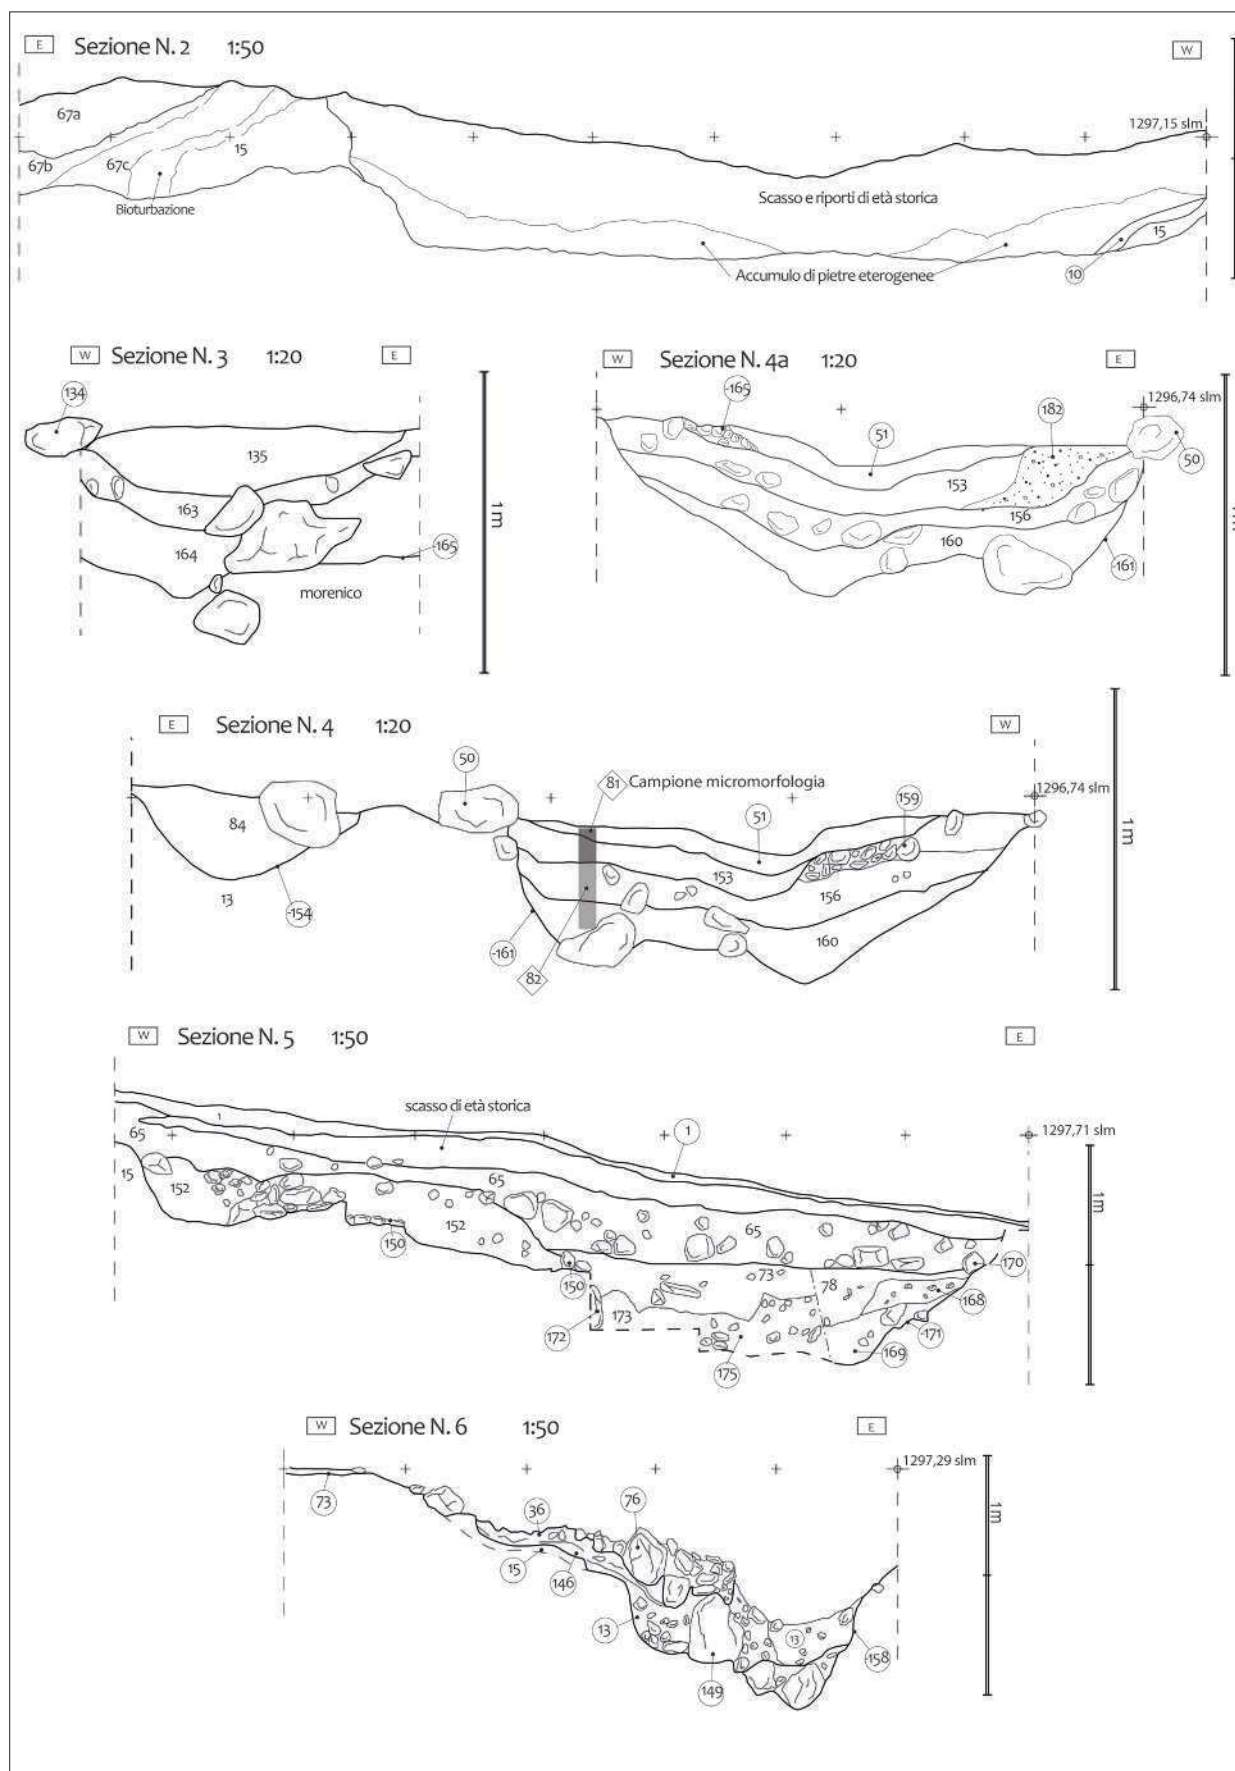 E Sezione N. 2 1:50 W
67a
1297,15 slm
67b 67c 15
Bioturbazione
Scasso e riporti di età storica
15
Accumulo di pietre eterogenee
10
W Sezione N. 3 1:20 E
134
135
163
164
165
morenico
1m
W Sezione N. 4a 1:20 E
-165
182
1296,74 slm
51
50
153
156
160
-161
E Sezione N. 4 1:20 W
50
81 Campione micromorfologia
1296,74 slm
159
51
84
153
156
13
-154
-161
160
82
1m
W Sezione N. 5 1:50 E
scasso di età storica
1
1
1297,71 slm
65
15
65
152
152
65
150
150
73
78
170
168
172
173
-171
175
169
1m
W Sezione N. 6 1:50 E
1297,29 slm
73
36
76
15
146
13
13
-158
149
1m